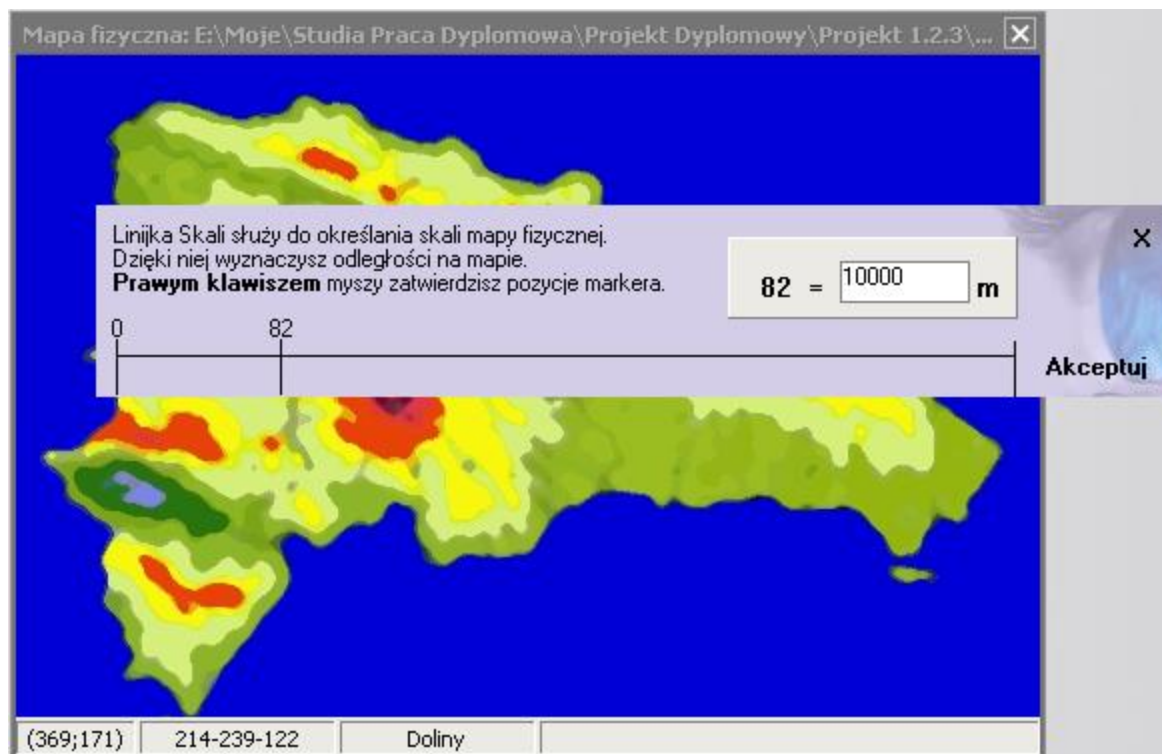 Mapa fizyczna: E:\Moje\Studia Praca Dyplomowa\Projekt Dyplomowy\Projekt 1.2.3\...
Linijka Skali służy do określania skali mapy fizycznej.
Dzięki niej wyznaczysz odległości na mapie.
Prawym klawiszem myszy zatwierdzisz pozycje markera.
82 = 10000 m
0 82
Akceptuj
(369;171) 214-239-122 Doliny